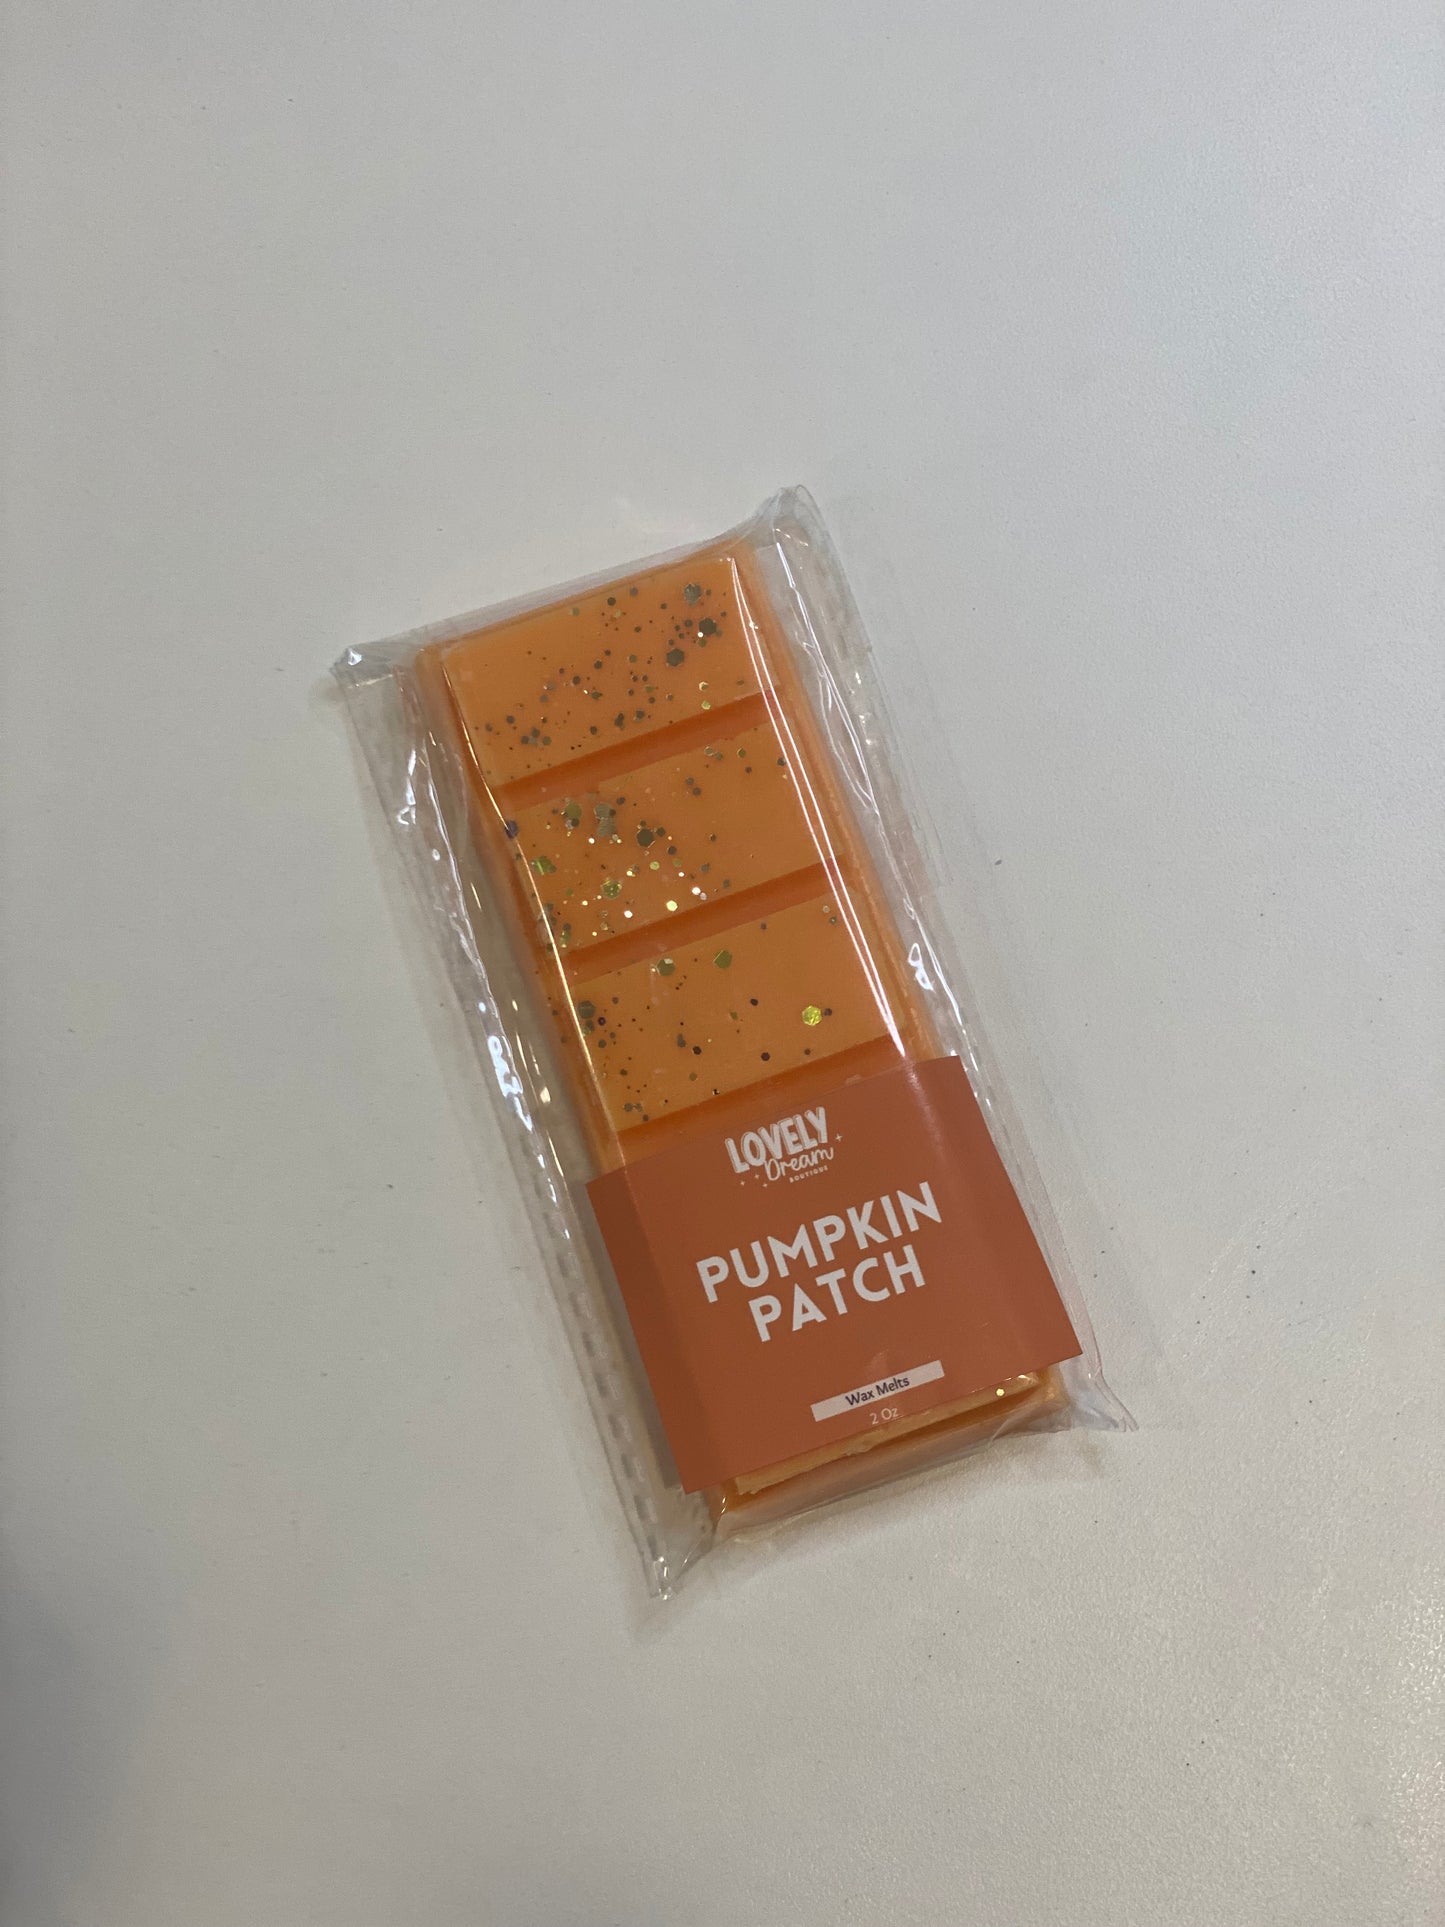 LOVELY
Dream
BOUTIQUE
PUMPKIN
PATCH
Wax Melts
2 Oz